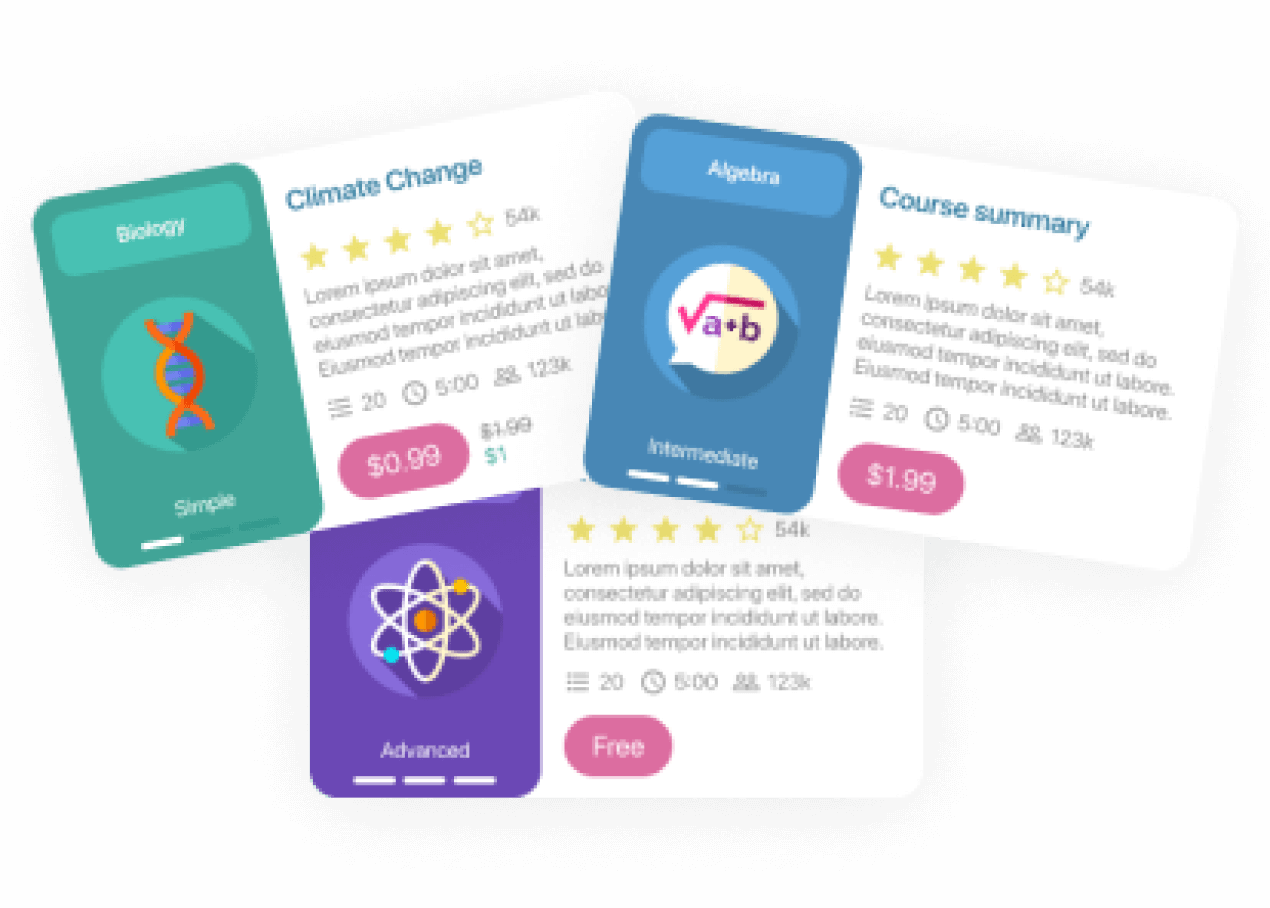 Biology
Simple
Climate Change
54k
Lorem ipsum dolor sit amet,
consectetur adipiscing elit, sed do
eiusmod tempor incididunt ut labo
Eiusmod tempor incididunt ut lab
20 5:00 123k
$0.99
$1.99
$1
Algebra
√a+b
Intermediate
Course summary
54k
Lorem ipsum dolor sit amet,
consectetur adipiscing elit, sed do
eiusmod tempor incididunt ut labore.
Eiusmod tempor incididunt ut labore.
20 5:00 123k
$1.99
Advanced
54k
Lorem ipsum dolor sit amet,
consectetur adipiscing elit, sed do
eiusmod tempor incididunt ut labore.
Eiusmod tempor incididunt ut labore.
20 5:00 123k
Free